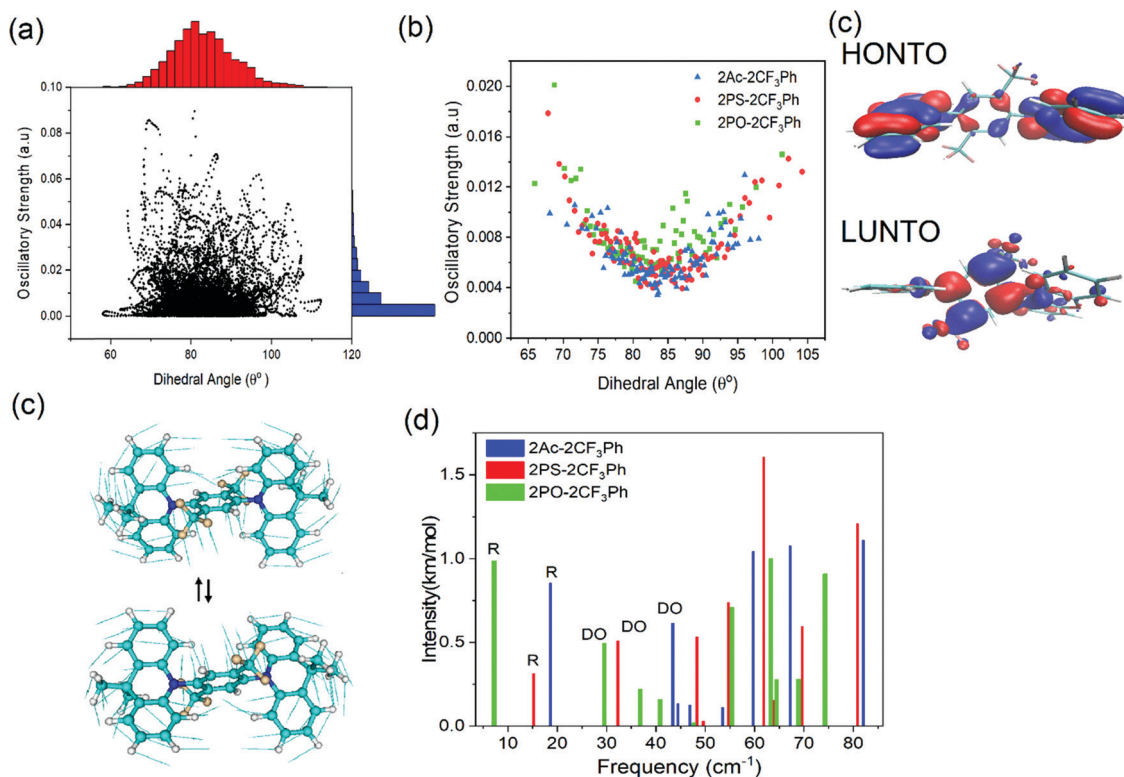 (a)
Oscillatory Strength (a.u)
0.10
0.08
0.06
0.04
0.02
0.00
60 80 100 120
Dihedral Angle (θº)
(b)
Oscillatory Strength (a.u)
0.020
0.016
0.012
0.008
0.004
0.000
2Ac-2CF₃Ph
2PS-2CF₃Ph
2PO-2CF₃Ph
65 70 75 80 85 90 95 100 105
Dihedral Angle (θº)
(c)
HONTO
LUNTO
(c)
(d)
Intensity(km/mol)
1.5
1.0
0.5
0.0
2Ac-2CF₃Ph
2PS-2CF₃Ph
2PO-2CF₃Ph
R
R
R
DO
DO
DO
10 20 30 40 50 60 70 80
Frequency (cm⁻¹)